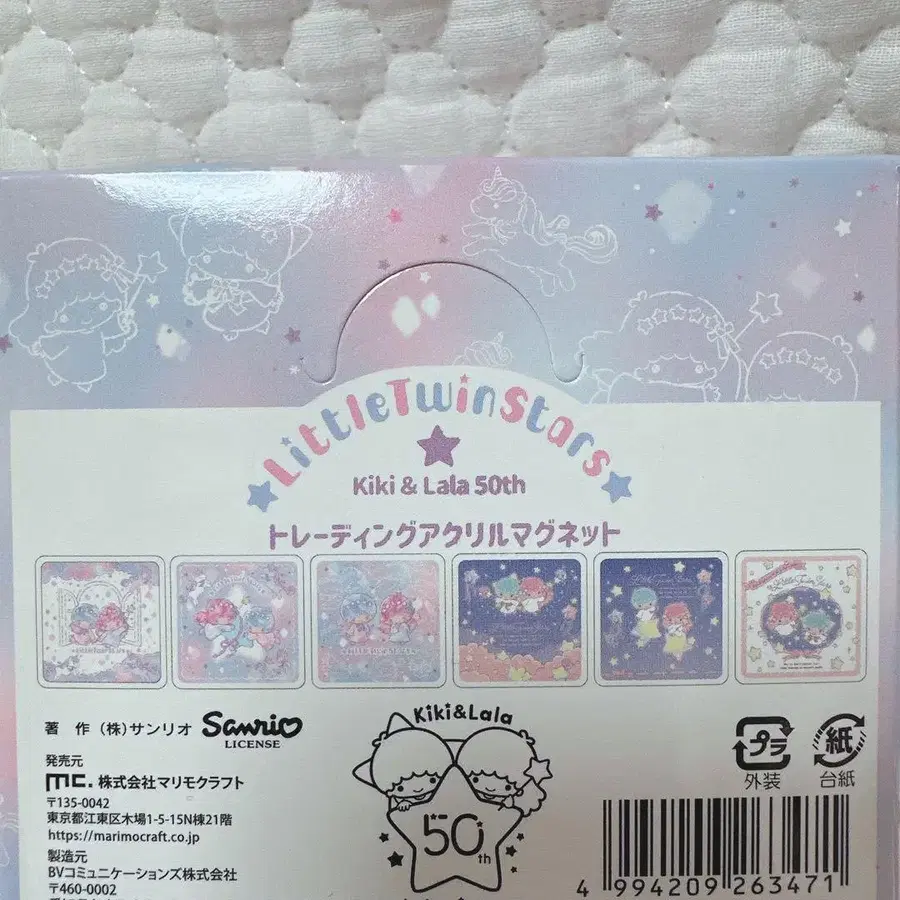 LittleTwinStars
Kiki & Lala 50th
トレーディングアクリルマグネット
著 作 (株)サンリオ Sanrio
LICENSE
発売元
mc. 株式会社マリモクラフト
〒135-0042
東京都江東区木場1-5-15N棟21階
https://marimocraft.co.jp
製造元
BVコミュニケーションズ株式会社
〒460-0002
Kiki&Lala
50th
プラ
外装
紙
台紙
4 994209 263471